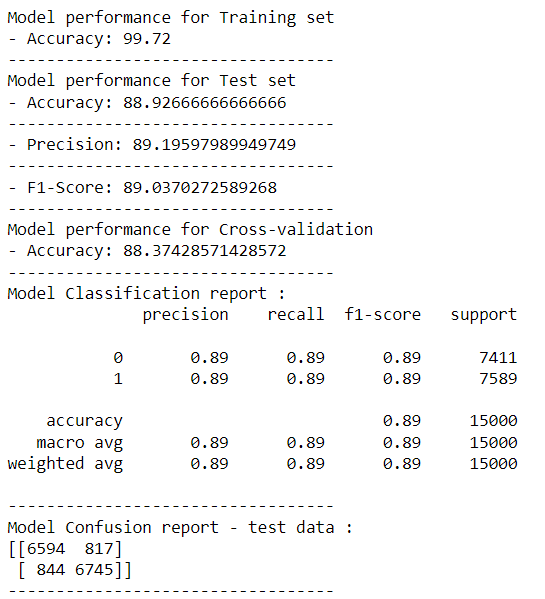 Model performance for Training set
- Accuracy: 99.72
----------------------------------
Model performance for Test set
- Accuracy: 88.92666666666666
----------------------------------
- Precision: 89.19597989949749
----------------------------------
- F1-Score: 89.0370272589268
----------------------------------
Model performance for Cross-validation
- Accuracy: 88.37428571428572
----------------------------------
Model Classification report :
              precision    recall  f1-score   support

           0       0.89      0.89      0.89      7411
           1       0.89      0.89      0.89      7589

    accuracy                           0.89     15000
   macro avg       0.89      0.89      0.89     15000
weighted avg       0.89      0.89      0.89     15000

----------------------------------
Model Confusion report - test data :
[[6594  817]
 [ 844 6745]]
----------------------------------